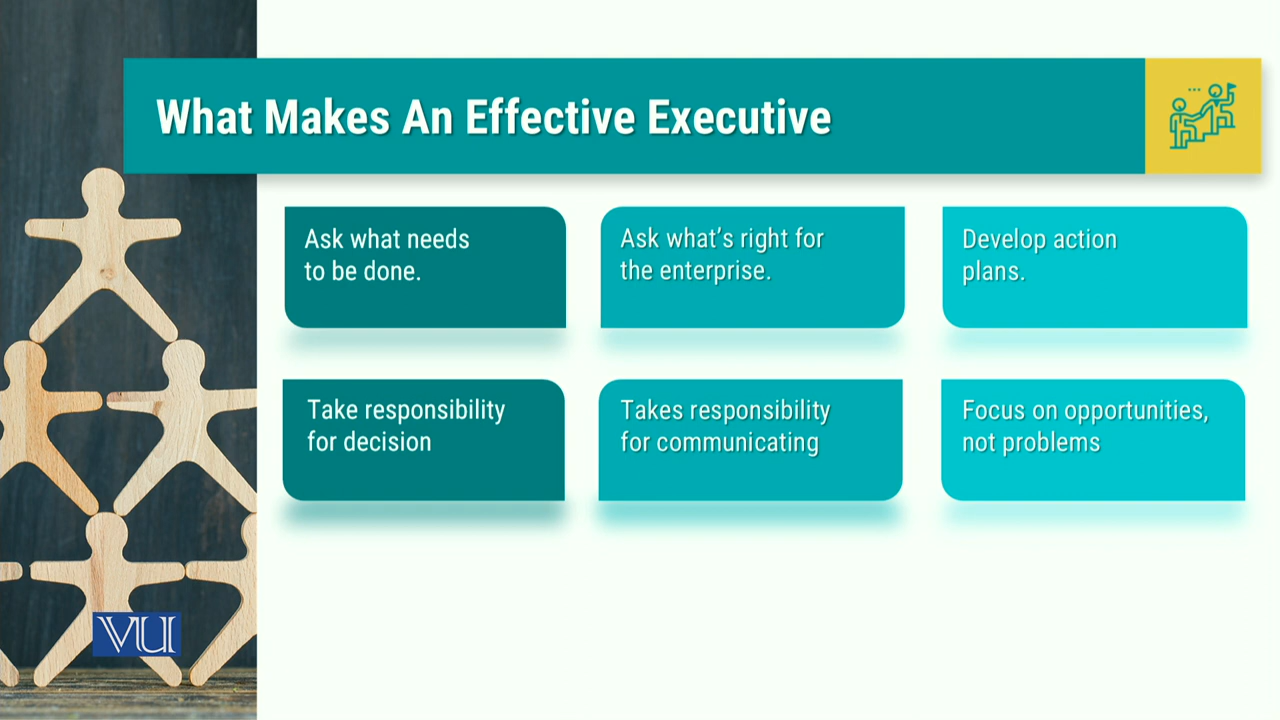 What Makes An Effective Executive
Ask what needs
to be done.
Ask what's right for
the enterprise.
Develop action
plans.
Take responsibility
for decision
Takes responsibility
for communicating
Focus on opportunities,
not problems
VU